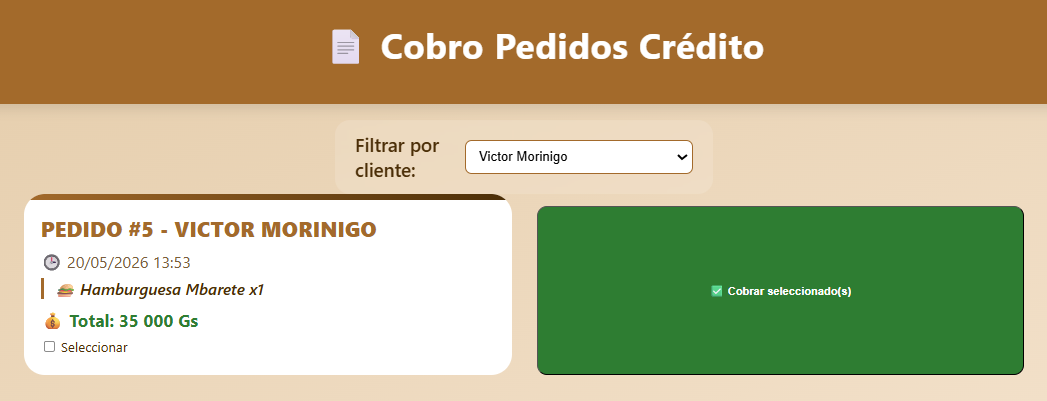 Cobro Pedidos Crédito
Filtrar por
cliente:
Victor Morinigo
PEDIDO #5 - VICTOR MORINIGO
20/05/2026 13:53
Hamburguesa Mbarete x1
Total: 35 000 Gs
Seleccionar
Cobrar seleccionado(s)